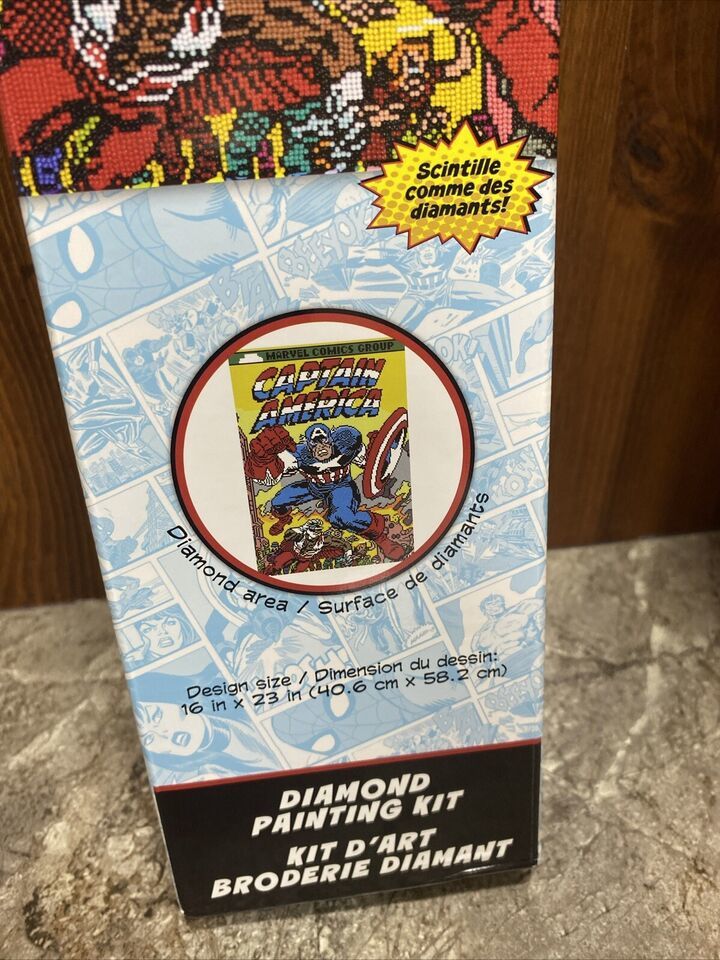 Scintille
comme des
diamants!
MARVEL COMICS GROUP
CAPTAIN
AMERICA
Diamond area / Surface de diamants
Design size / Dimension du dessin:
16 in x 23 in (40.6 cm x 58.2 cm)
DIAMOND
PAINTING KIT
KIT D'ART
BRODERIE DIAMANT